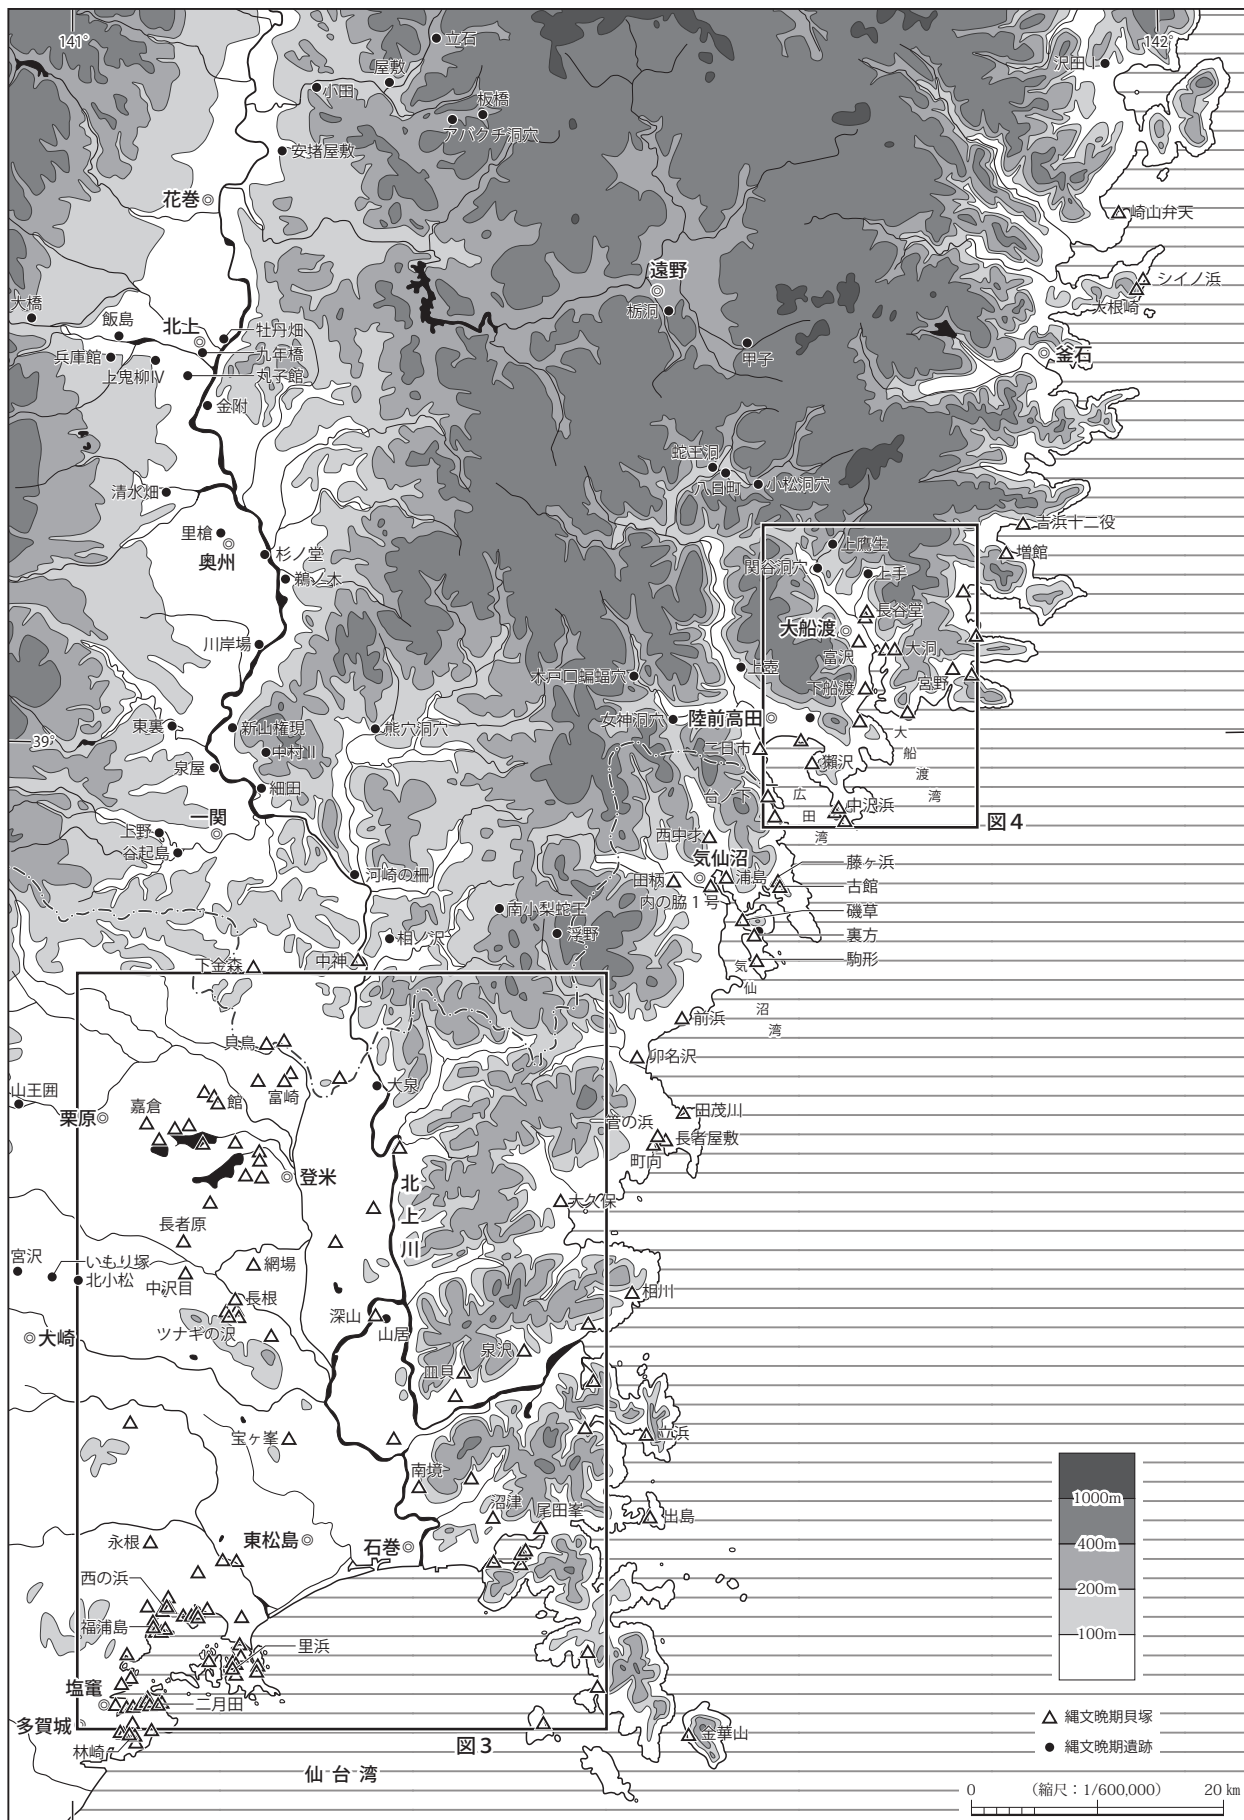 141°
142°
立石
沢田Ⅰ
屋敷
小田
板橋
アバクチ洞穴
安堵屋敷
花巻
崎山弁天
遠野
シイノ浜
大根崎
大橋
栃洞
飯島
北上
牡丹畑
九年橋
兵庫館
上鬼柳Ⅳ
丸子館
甲子
釜石
金附
蛇王洞
八日町
小松洞穴
清水畑
吉浜十二役
里槍
奥州
杉ノ堂
上鷹生
増館
関谷洞穴
上手
鵜ノ木
長谷堂
大船渡
川岸場
富沢
大洞
木戸口蝙蝠穴
上壺
宮野
下船渡
東裏
新山権現
熊穴洞穴
女神洞穴
陸前高田
39°
中村Ⅱ
二日市
大船渡湾
泉屋
獺沢
細田
台ノ下
広田湾
中沢浜
一関
上野
谷起島
西中才
図4
気仙沼
藤ヶ浜
河崎の柵
田柄
浦島
古館
内の脇1号
南小梨蛇王
磯草
浮野
裏方
相ノ沢
下金森
中神
駒形
気仙沼湾
前浜
貝鳥
卯名沢
山王囲
富崎
大泉
嘉倉
館
栗原
田茂川
一管の浜
長者屋敷
町向
登米
北上川
大久保
長者原
宮沢
いもり塚
北小松
中沢目
網場
長根
相川
深山
山居
大崎
ツナギの沢
泉沢
皿貝
宝ヶ峯
立浜
南境
沼津
尾田峯
出島
永根
東松島
石巻
1000m
400m
200m
100m
西の浜
福浦島
里浜
塩竈
二月田
多賀城
林崎
図3
金華山
仙台湾
縄文晩期貝塚
縄文晩期遺跡
0 (縮尺：1/600,000) 20 km